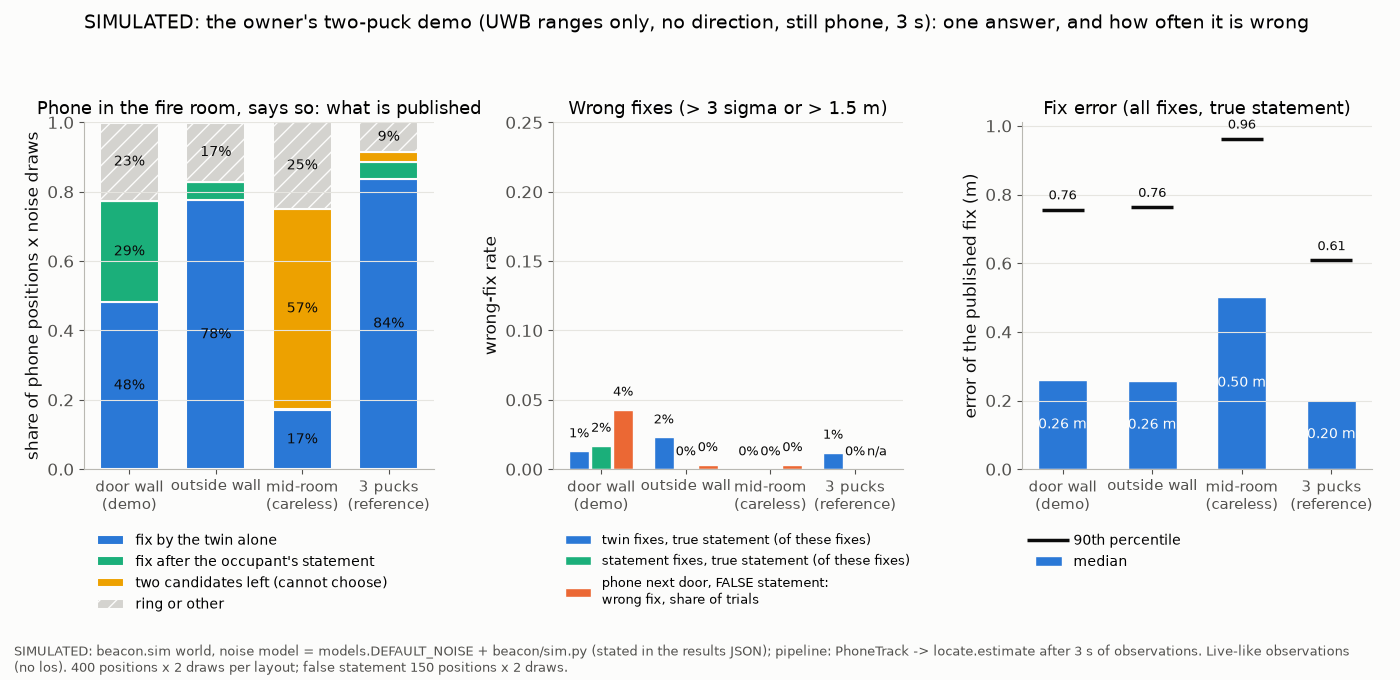 SIMULATED: the owner's two-puck demo (UWB ranges only, no direction, still phone, 3 s): one answer, and how often it is wrong
Phone in the fire room, says so: what is published
share of phone positions x noise draws
1.0
0.8
0.6
0.4
0.2
0.0
23%
29%
48%
17%
78%
25%
57%
17%
9%
84%
door wall
(demo)
outside wall
mid-room
(careless)
3 pucks
(reference)
fix by the twin alone
fix after the occupant's statement
two candidates left (cannot choose)
ring or other
Wrong fixes (> 3 sigma or > 1.5 m)
wrong-fix rate
0.25
0.20
0.15
0.10
0.05
0.00
1%
2%
4%
2%
0%
0%
0%
0%
0%
1%
0%
n/a
door wall
(demo)
outside wall
mid-room
(careless)
3 pucks
(reference)
twin fixes, true statement (of these fixes)
statement fixes, true statement (of these fixes)
phone next door, FALSE statement:
wrong fix, share of trials
Fix error (all fixes, true statement)
error of the published fix (m)
1.0
0.8
0.6
0.4
0.2
0.0
0.76
0.26 m
0.76
0.26 m
0.96
0.50 m
0.61
0.20 m
door wall
(demo)
outside wall
mid-room
(careless)
3 pucks
(reference)
90th percentile
median
SIMULATED: beacon.sim world, noise model = models.DEFAULT_NOISE + beacon/sim.py (stated in the results JSON); pipeline: PhoneTrack -> locate.estimate after 3 s of observations. Live-like observations
(no los). 400 positions x 2 draws per layout; false statement 150 positions x 2 draws.